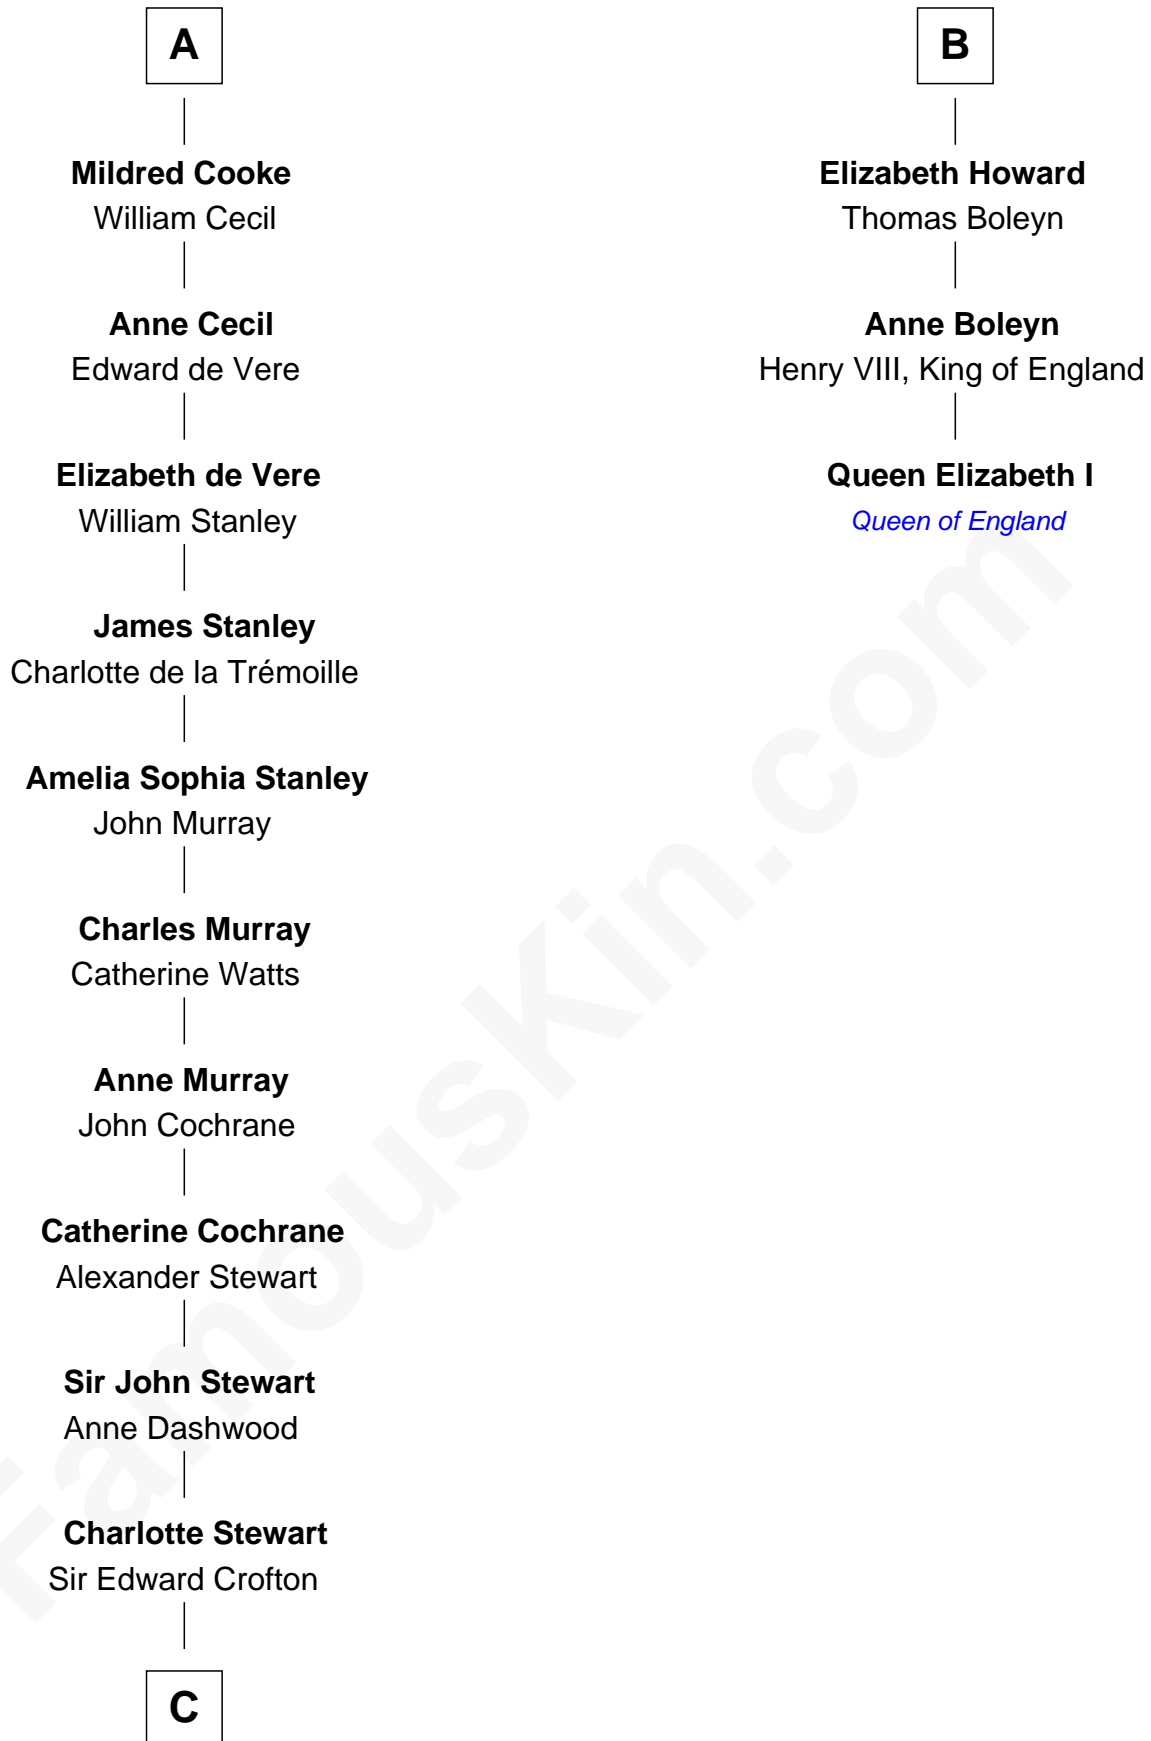 A
Mildred Cooke
William Cecil
Anne Cecil
Edward de Vere
Elizabeth de Vere
William Stanley
James Stanley
Charlotte de la Trémoille
Amelia Sophia Stanley
John Murray
Charles Murray
Catherine Watts
Anne Murray
John Cochrane
Catherine Cochrane
Alexander Stewart
Sir John Stewart
Anne Dashwood
Charlotte Stewart
Sir Edward Crofton
C
B
Elizabeth Howard
Thomas Boleyn
Anne Boleyn
Henry VIII, King of England
Queen Elizabeth I
Queen of England
FamousKin.com